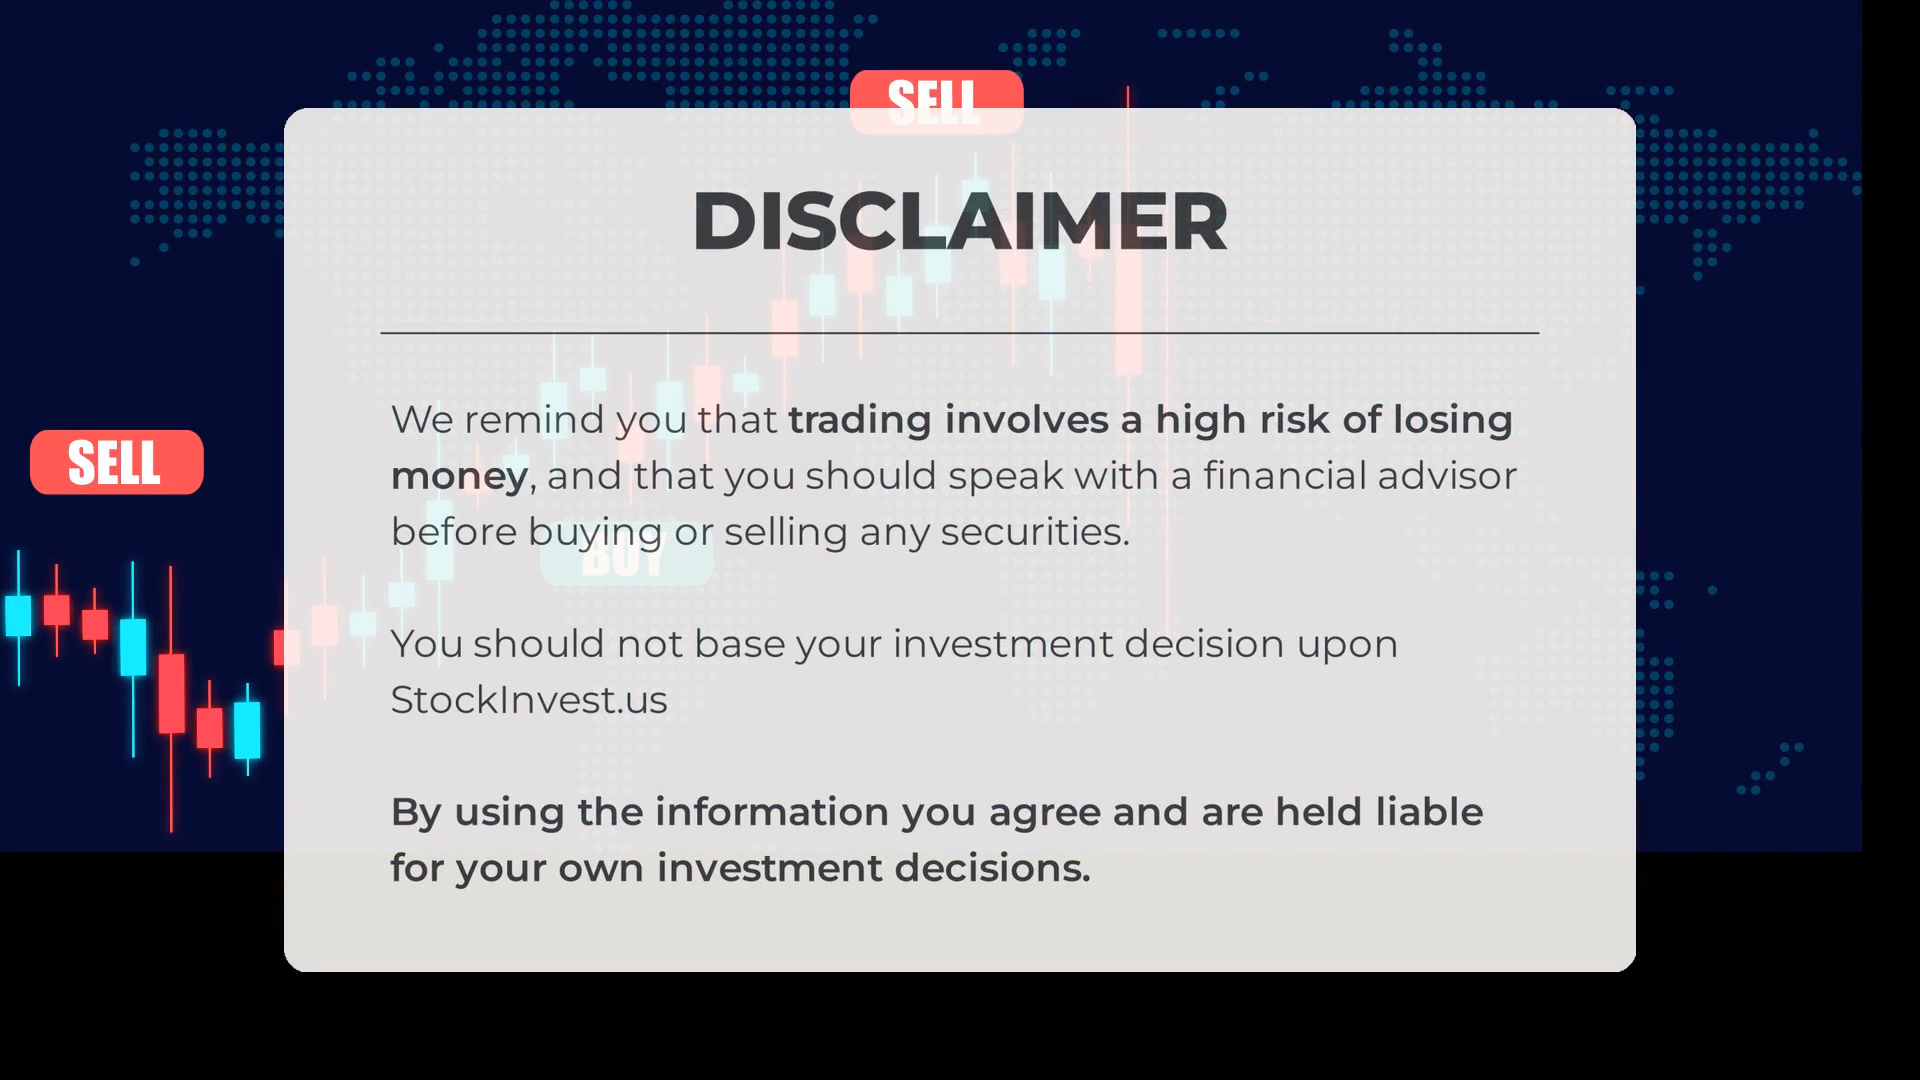 SELL
DISCLAIMER
We remind you that trading involves a high risk of losing
money, and that you should speak with a financial advisor
before buying or selling any securities.
SELL
BUY
You should not base your investment decision upon
StockInvest.us
By using the information you agree and are held liable
for your own investment decisions.